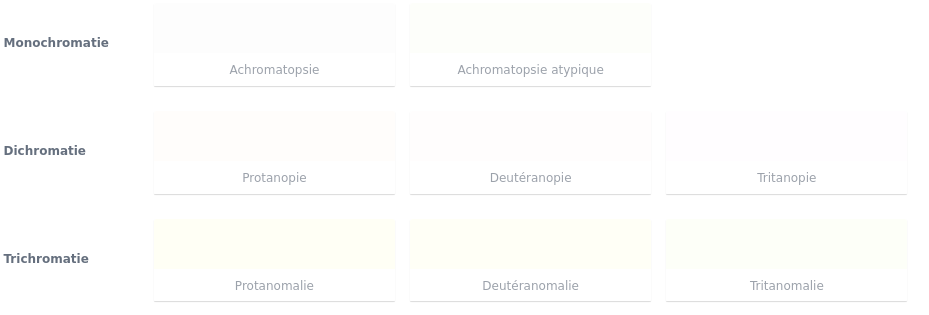 Monochromatie
Achromatopsie
Achromatopsie atypique
Dichromatie
Protanopie
Deutéranopie
Tritanopie
Trichromatie
Protanomalie
Deutéranomalie
Tritanomalie